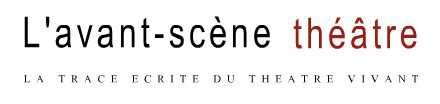 L'avant-scène théâtre
LA TRACE ECRITE DU THEATRE VIVANT